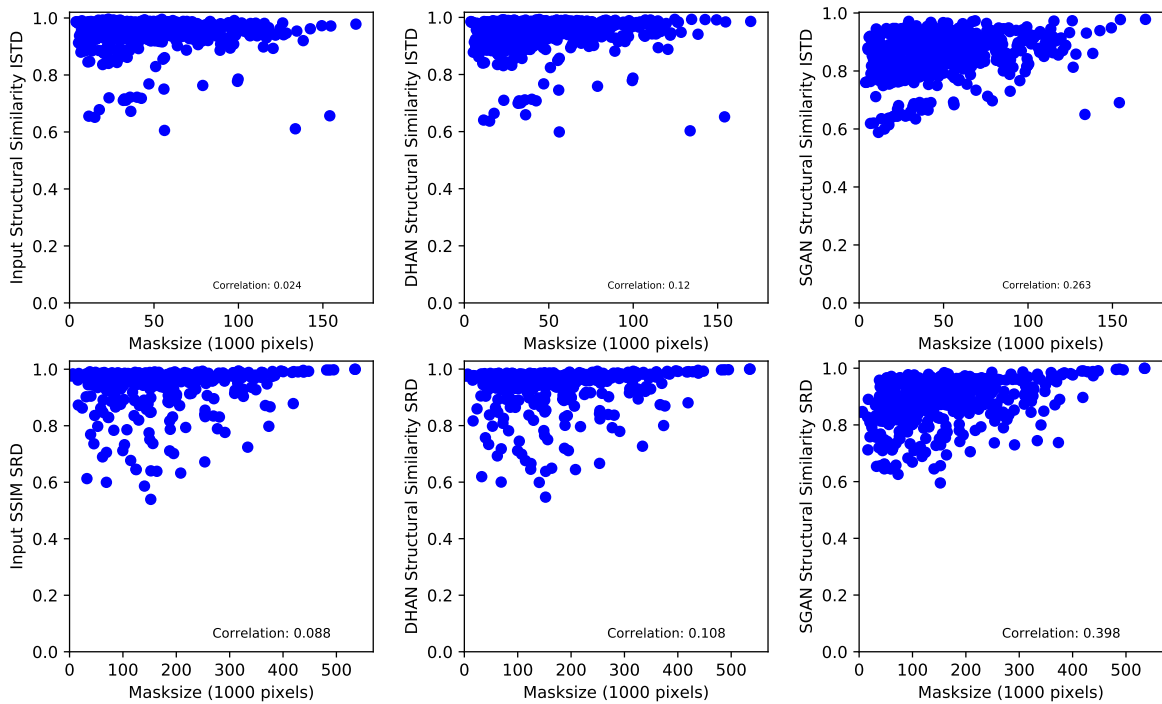 Input Structural Similarity ISTD
1.0
0.8
0.6
0.4
0.2
0.0
Correlation: 0.024
0 50 100 150
Masksize (1000 pixels)
DHAN Structural Similarity ISTD
1.0
0.8
0.6
0.4
0.2
0.0
Correlation: 0.12
0 50 100 150
Masksize (1000 pixels)
SGAN Structural Similarity ISTD
1.0
0.8
0.6
0.4
0.2
0.0
Correlation: 0.263
0 50 100 150
Masksize (1000 pixels)
Input SSIM SRD
1.0
0.8
0.6
0.4
0.2
0.0
Correlation: 0.088
0 100 200 300 400 500
Masksize (1000 pixels)
DHAN Structural Similarity SRD
1.0
0.8
0.6
0.4
0.2
0.0
Correlation: 0.108
0 100 200 300 400 500
Masksize (1000 pixels)
SGAN Structural Similarity SRD
1.0
0.8
0.6
0.4
0.2
0.0
Correlation: 0.398
0 100 200 300 400 500
Masksize (1000 pixels)